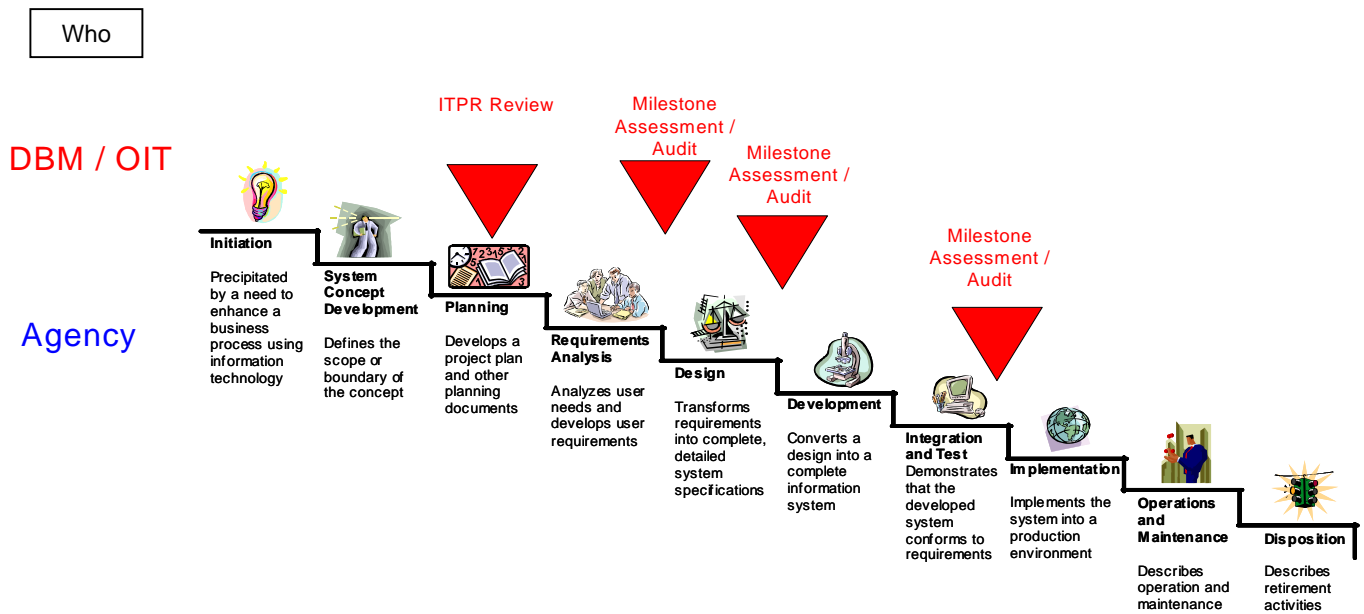 Who
ITPR Review
Milestone
Assessment /
Audit
Milestone
Assessment /
Audit
DBM / OIT
Milestone
Assessment /
Audit
Agency
Initiation
Precipitated
by a need to
enhance a
business
process using
information
technology
System
Concept
Development
Defines the
scope or
boundary of
the concept
Planning
Develops a
project plan
and other
planning
documents
Requirements
Analysis
Analyzes user
needs and
develops user
requirements
Design
Transforms
requirements
into complete,
detailed
system
specifications
Development
Converts a
design into a
complete
information
system
Integration
and Test
Demonstrates
that the
developed
system
conforms to
requirements
Implementation
Implements the
system into a
production
environment
Operations
and
Maintenance
Describes
operation and
maintenance
Disposition
Describes
retirement
activities